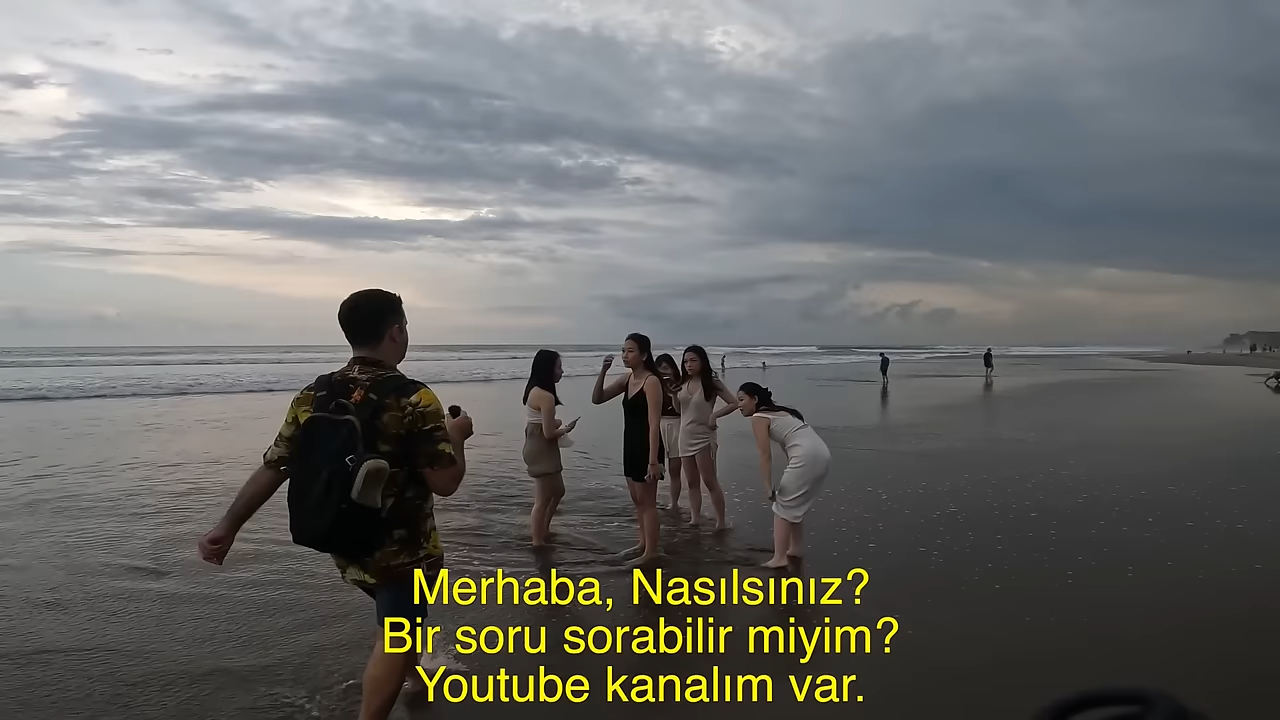 Merhaba, Nasılsınız?
Bir soru sorabilir miyim?
Youtube kanalım var.